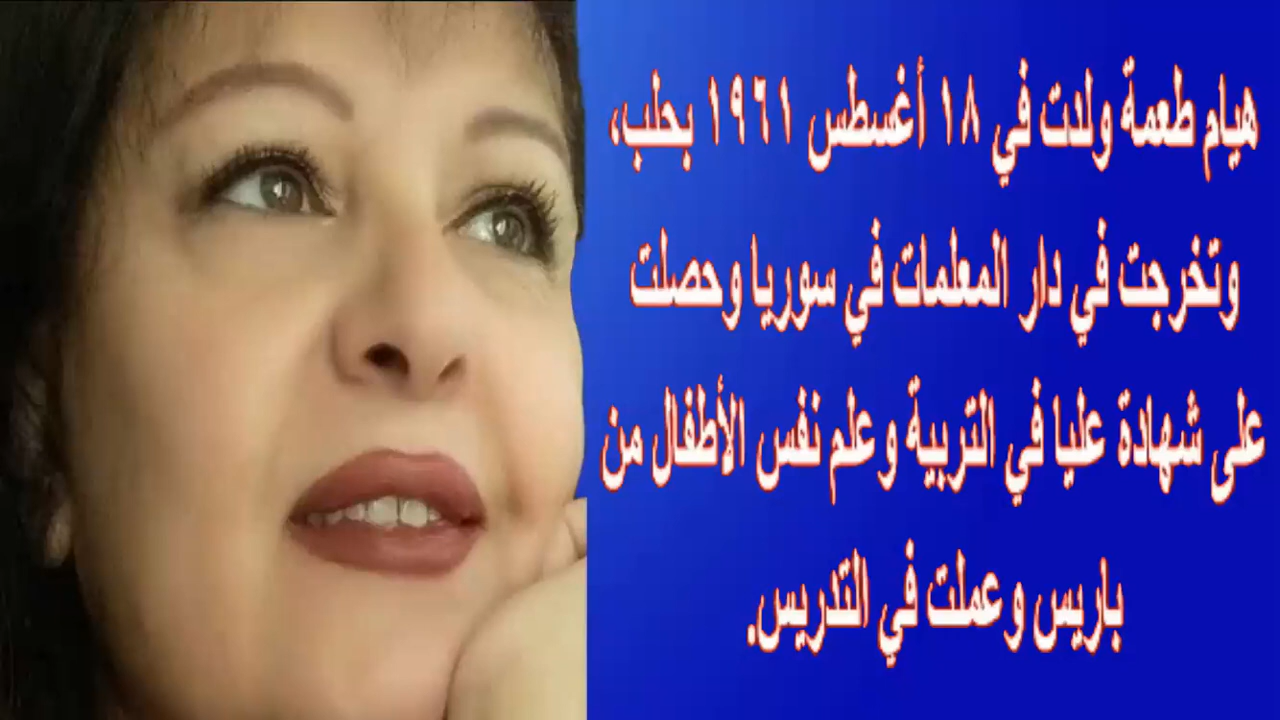 هيام طعمة ولدت في ١٨ أغسطس ١٩٦١ بحلب،
وتخرجت في دار المعلمات في سوريا وحصلت
على شهادة عليا في التربية وعلم نفس الأطفال من
باريس وعملت في التدريس.